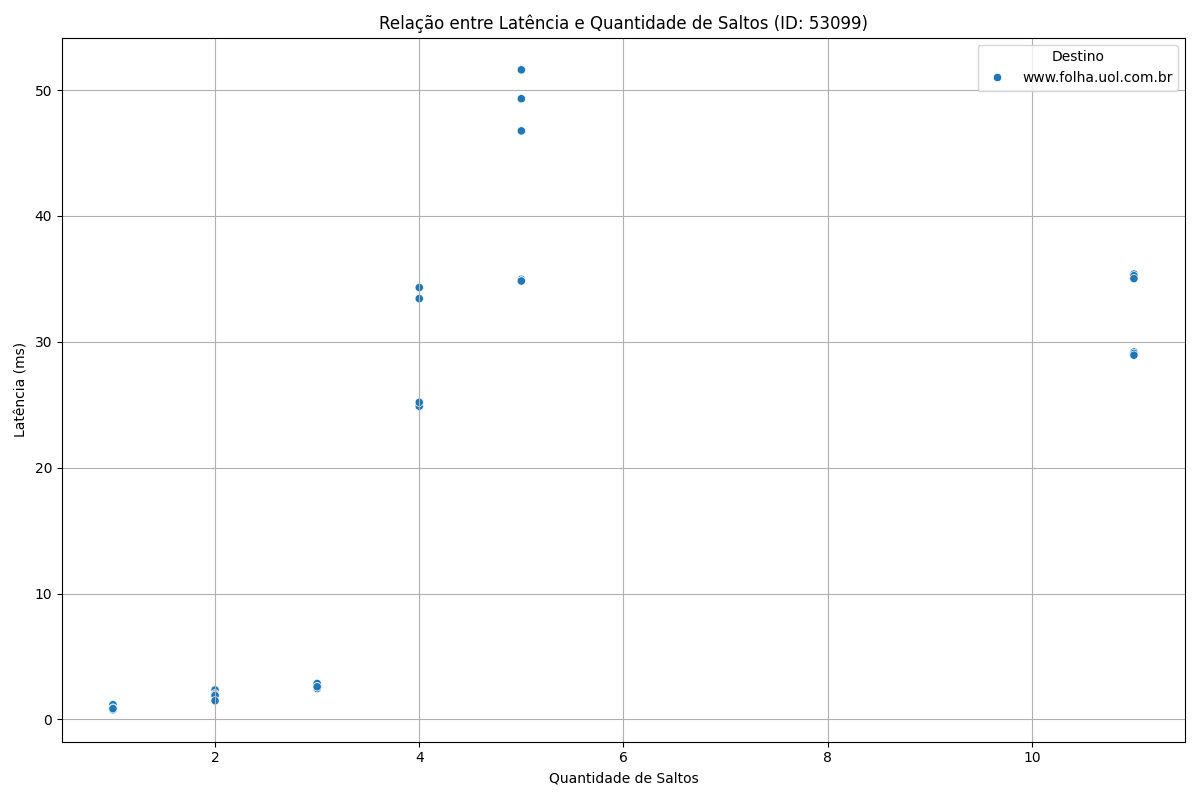 Relação entre Latência e Quantidade de Saltos (ID: 53099)
Destino
www.folha.uol.com.br
50
40
30
20
10
0
Latência (ms)
2
4
6
8
10
Quantidade de Saltos